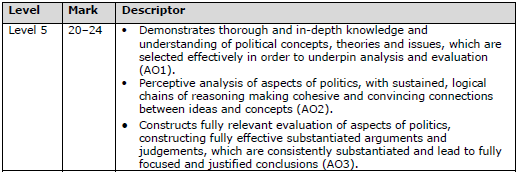 Level Mark Descriptor
Level 5 20–24 • Demonstrates thorough and in-depth knowledge and
understanding of political concepts, theories and issues, which are
selected effectively in order to underpin analysis and evaluation
(AO1).
• Perceptive analysis of aspects of politics, with sustained, logical
chains of reasoning making cohesive and convincing connections
between ideas and concepts (AO2).
• Constructs fully relevant evaluation of aspects of politics,
constructing fully effective substantiated arguments and
judgements, which are consistently substantiated and lead to fully
focused and justified conclusions (AO3).